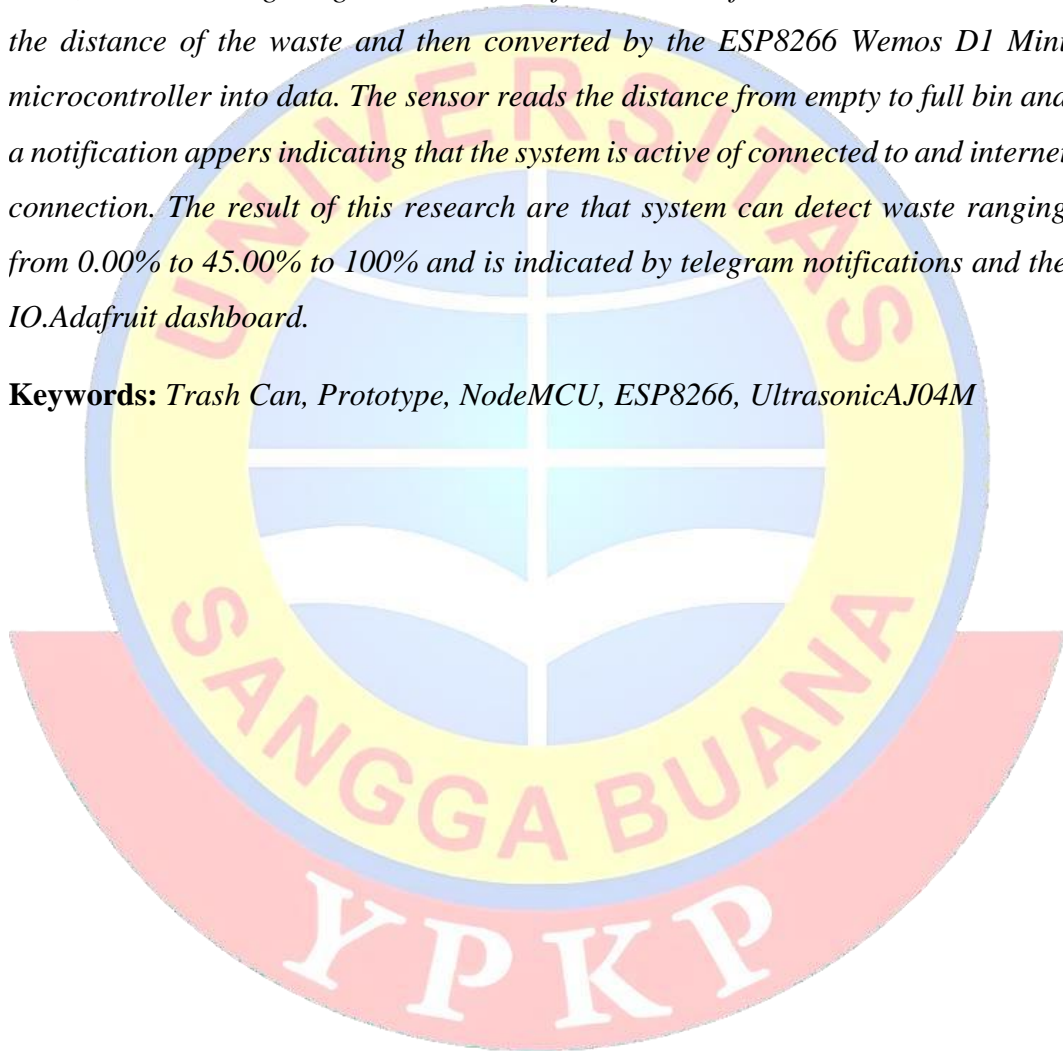 the distance of the waste and then converted by the ESP8266 Wemos D1 Mini
microcontroller into data. The sensor reads the distance from empty to full bin and
a notification appers indicating that the system is active of connected to and internet
connection. The result of this research are that system can detect waste ranging
from 0.00% to 45.00% to 100% and is indicated by telegram notifications and the
IO.Adafruit dashboard.
Keywords: Trash Can, Prototype, NodeMCU, ESP8266, UltrasonicAJ04M
UNIVERSITAS
SANGGA BUANA
YPKP